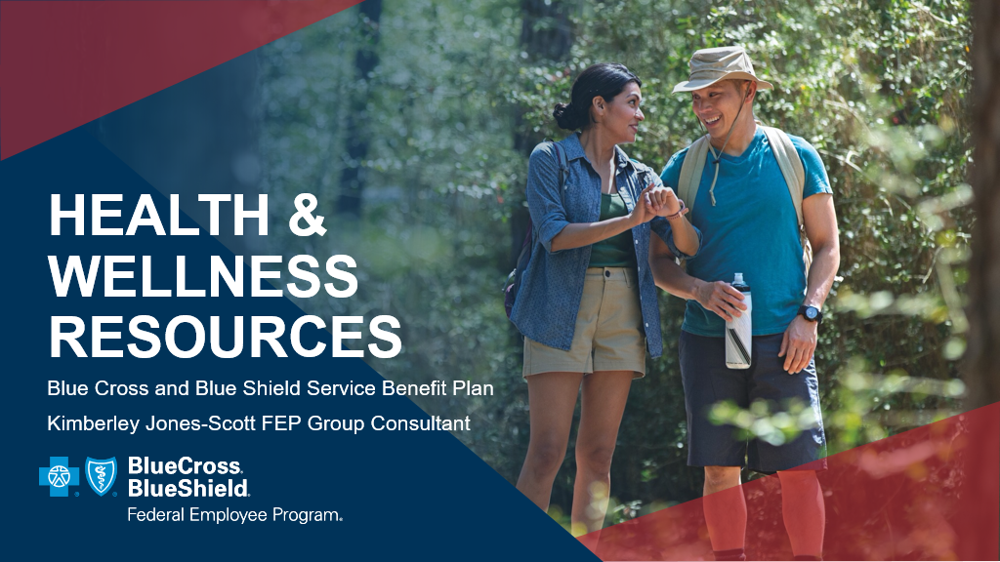 HEALTH &
WELLNESS
RESOURCES
Blue Cross and Blue Shield Service Benefit Plan
Kimberley Jones-Scott FEP Group Consultant
BlueCross®
BlueShield®
Federal Employee Program®